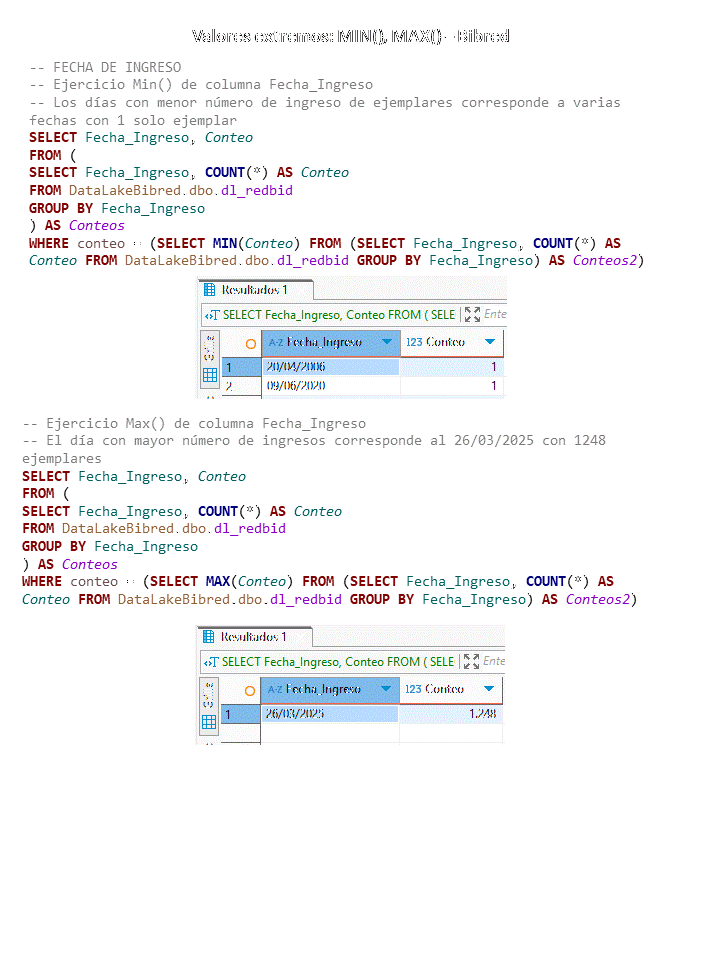 Valores extremos: MIN(), MAX() - Bibred
-- FECHA DE INGRESO
-- Ejercicio Min() de columna Fecha_Ingreso
-- Los días con menor número de ingreso de ejemplares corresponde a varias
fechas con 1 solo ejemplar
SELECT Fecha_Ingreso, Conteo
FROM (
SELECT Fecha_Ingreso, COUNT(*) AS Conteo
FROM DataLakeBibred.dbo.dl_redbid
GROUP BY Fecha_Ingreso
) AS Conteos
WHERE conteo = (SELECT MIN(Conteo) FROM (SELECT Fecha_Ingreso, COUNT(*) AS
Conteo FROM DataLakeBibred.dbo.dl_redbid GROUP BY Fecha_Ingreso) AS Conteos2)
Resultados 1
SELECT Fecha_Ingreso, Conteo FROM ( SELE Ente
A-Z Fecha_Ingreso 123 Conteo
1 20/04/2006 1
2 09/06/2020 1
-- Ejercicio Max() de columna Fecha_Ingreso
-- El día con mayor número de ingresos corresponde al 26/03/2025 con 1248
ejemplares
SELECT Fecha_Ingreso, Conteo
FROM (
SELECT Fecha_Ingreso, COUNT(*) AS Conteo
FROM DataLakeBibred.dbo.dl_redbid
GROUP BY Fecha_Ingreso
) AS Conteos
WHERE conteo = (SELECT MAX(Conteo) FROM (SELECT Fecha_Ingreso, COUNT(*) AS
Conteo FROM DataLakeBibred.dbo.dl_redbid GROUP BY Fecha_Ingreso) AS Conteos2)
Resultados 1
SELECT Fecha_Ingreso, Conteo FROM ( SELE Ente
A-Z Fecha_Ingreso 123 Conteo
1 26/03/2025 1.248